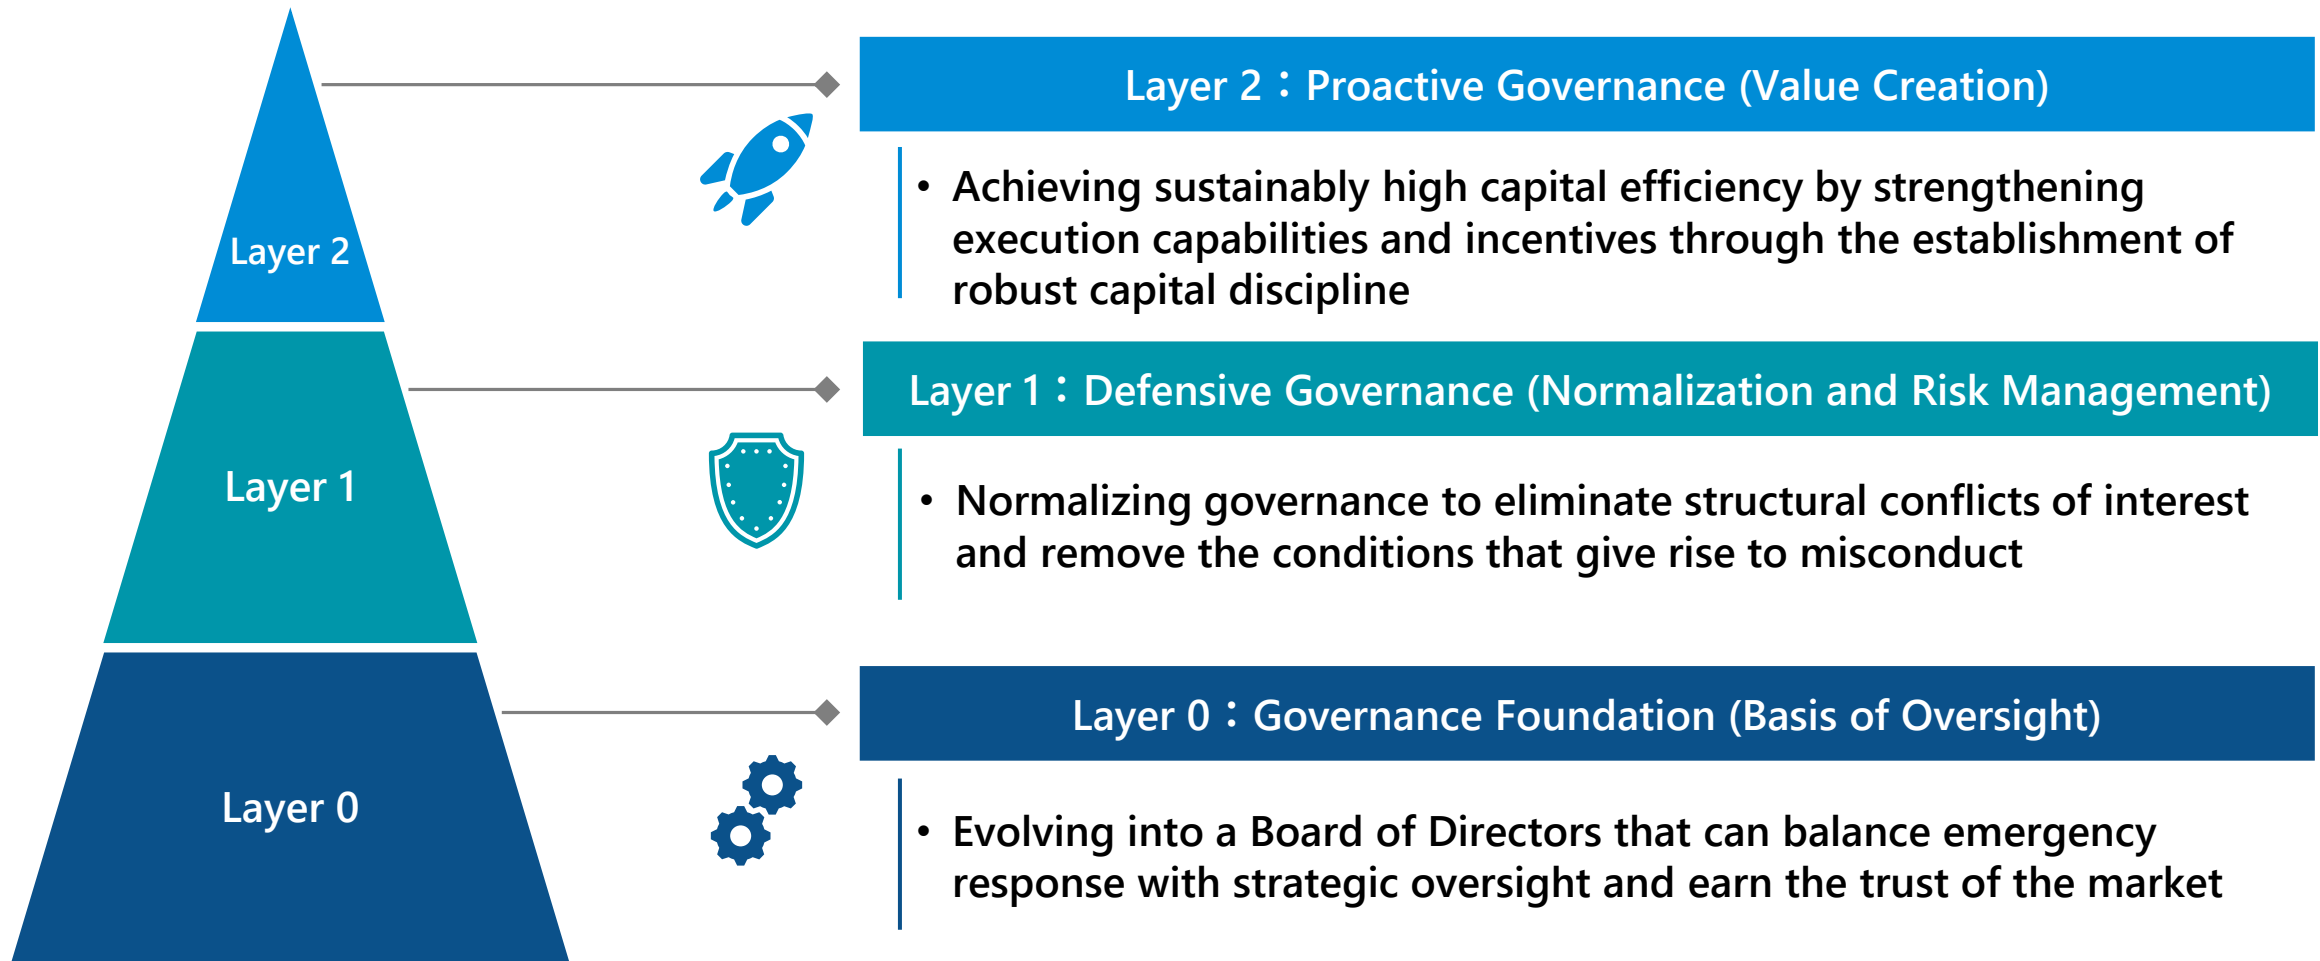 Layer 2：Proactive Governance (Value Creation)
• Achieving sustainably high capital efficiency by strengthening
execution capabilities and incentives through the establishment of
robust capital discipline
Layer 2
Layer 1：Defensive Governance (Normalization and Risk Management)
• Normalizing governance to eliminate structural conflicts of interest
and remove the conditions that give rise to misconduct
Layer 1
Layer 0：Governance Foundation (Basis of Oversight)
• Evolving into a Board of Directors that can balance emergency
response with strategic oversight and earn the trust of the market
Layer 0